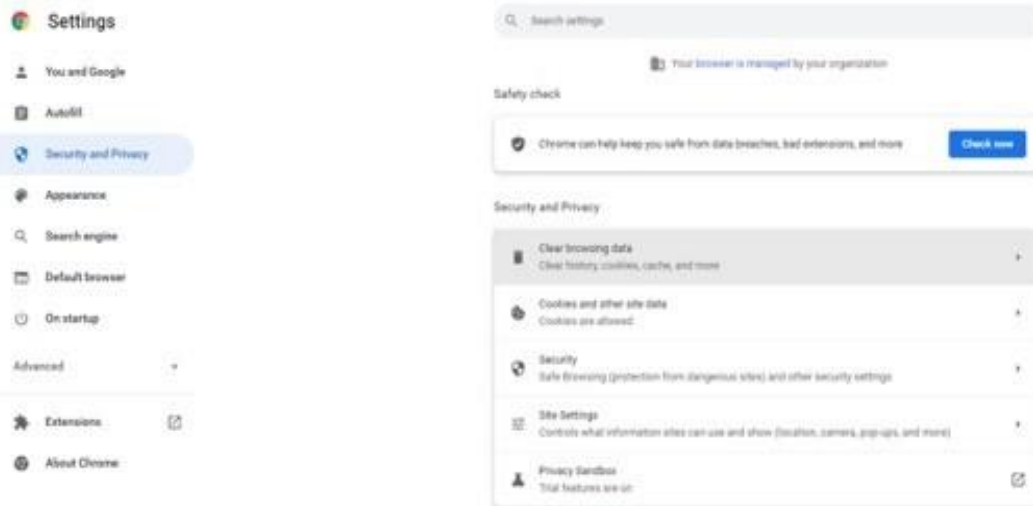 Settings
You and Google
Autofill
Security and Privacy
Appearance
Search engine
Default browser
On startup
Advanced
Extensions
About Chrome
Search settings
Your browser is managed by your organization
Safety check
Chrome can help keep you safe from data breaches, bad extensions, and more
Check now
Security and Privacy
Clear browsing data
Clear history, cookies, cache, and more
Cookies and other site data
Cookies are allowed
Security
Safe Browsing (protection from dangerous sites) and other security settings
Site Settings
Controls what information sites can use and show (location, camera, pop-ups, and more)
Privacy Sandbox
Trial features are on